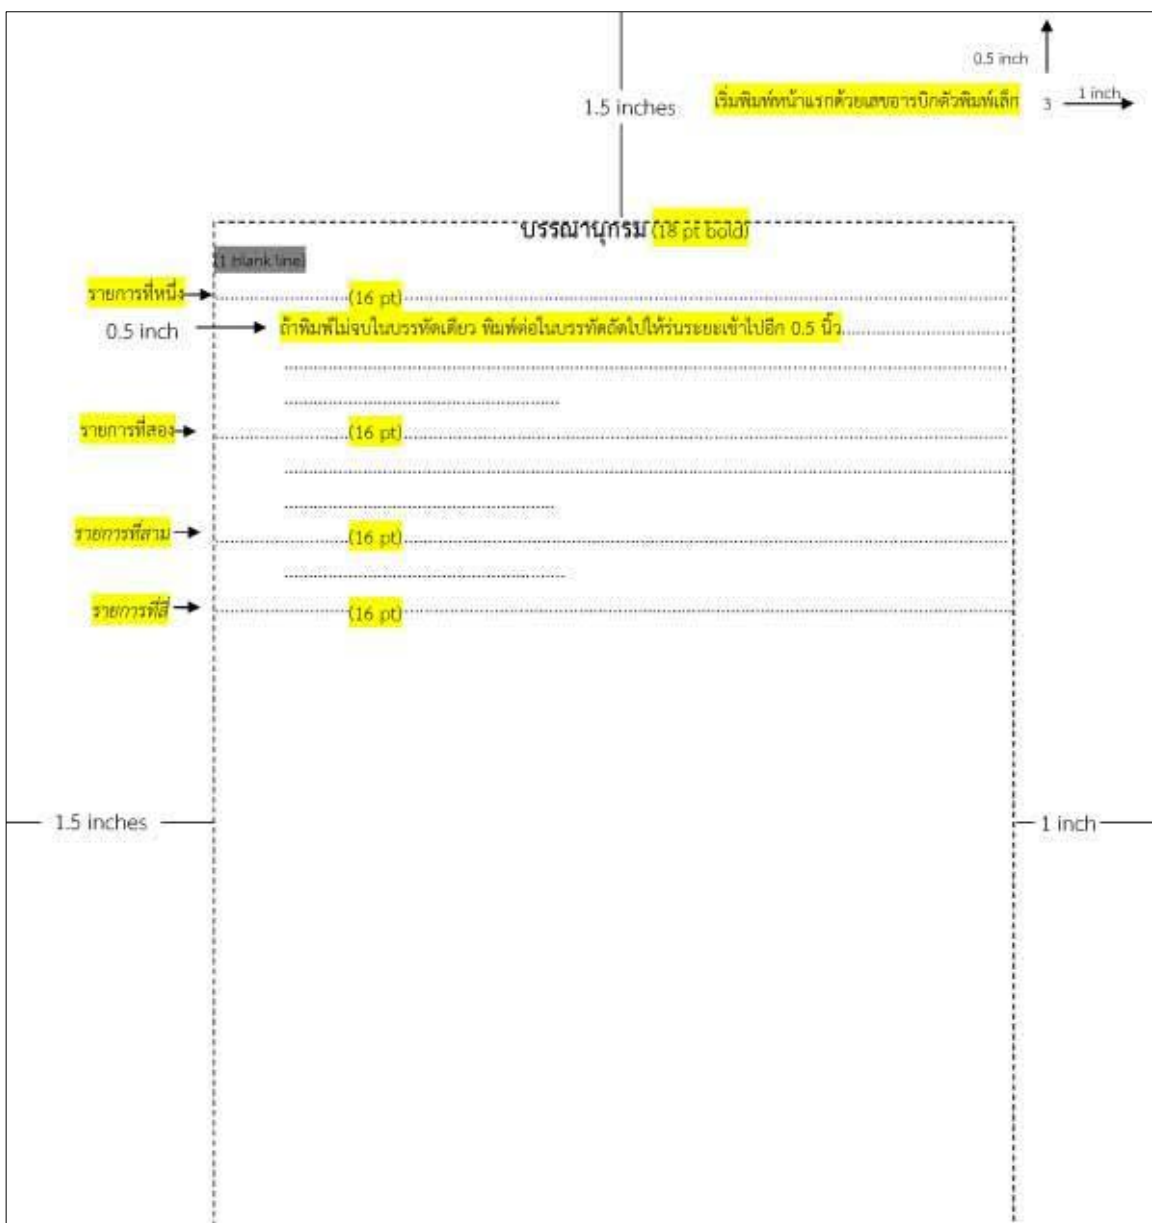 0.5 inch
1.5 inches
เริ่มพิมพ์หน้าแรกด้วยเลขอารบิกตัวพิมพ์เล็ก 3 1 inch
บรรณานุกรม (18 pt bold)
(1 blank line)
รายการที่หนึ่ง (16 pt)
0.5 inch ถ้าพิมพ์ไม่จบในบรรทัดเดียว พิมพ์ต่อในบรรทัดถัดไปให้ร่นระยะเข้าไปอีก 0.5 นิ้ว
รายการที่สอง (16 pt)
รายการที่สาม (16 pt)
รายการที่สี่ (16 pt)
1.5 inches 1 inch